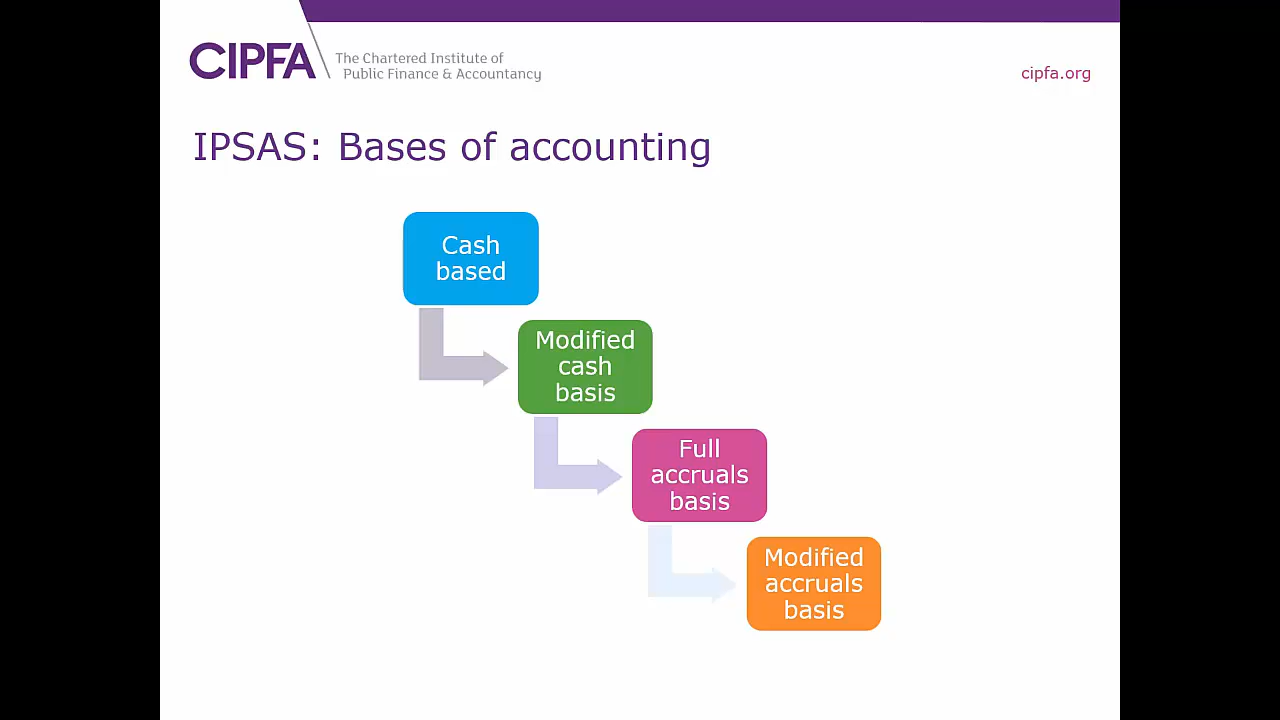 CIPFA
The Chartered Institute of
Public Finance & Accountancy
cipfa.org
IPSAS: Bases of accounting
Cash
based
Modified
cash
basis
Full
accruals
basis
Modified
accruals
basis